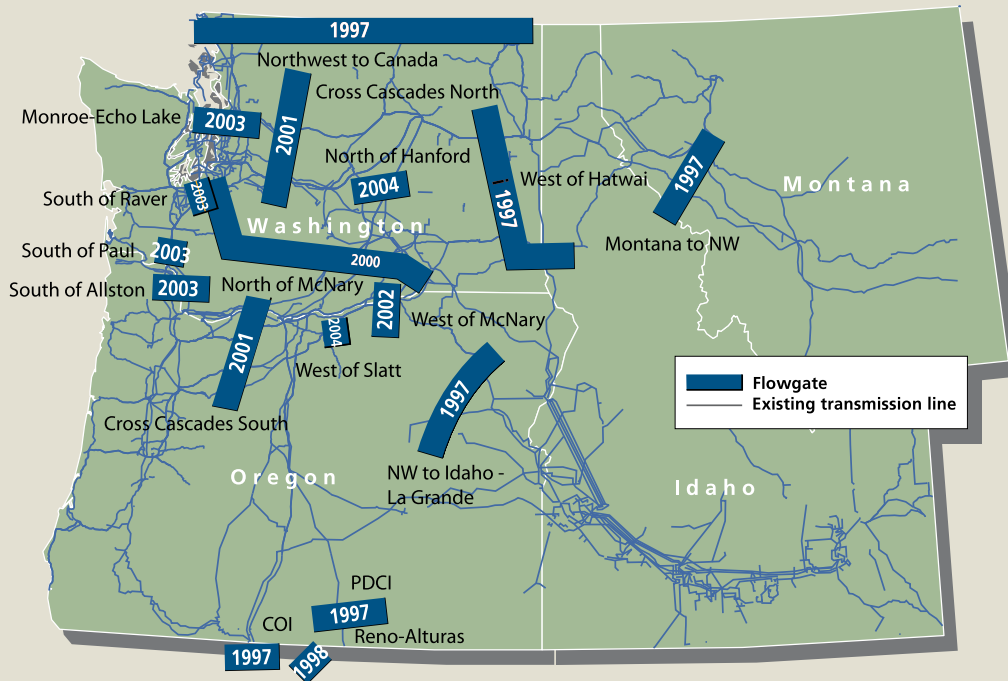 1997
Northwest to Canada
Cross Cascades North
2001
Monroe-Echo Lake
2003
North of Hanford
2004
West of Hatwai
i 1997
1997
Montana
Montana to NW
South of Raver
2003
Washington
South of Paul
2003
2000
South of Allston
2003
North of McNary
2002
West of McNary
2001
2004
West of Slatt
Cross Cascades South
1997
NW to Idaho -
La Grande
Flowgate
Existing transmission line
Oregon
Idaho
PDCI
1997
COI
Reno-Alturas
1997
1998